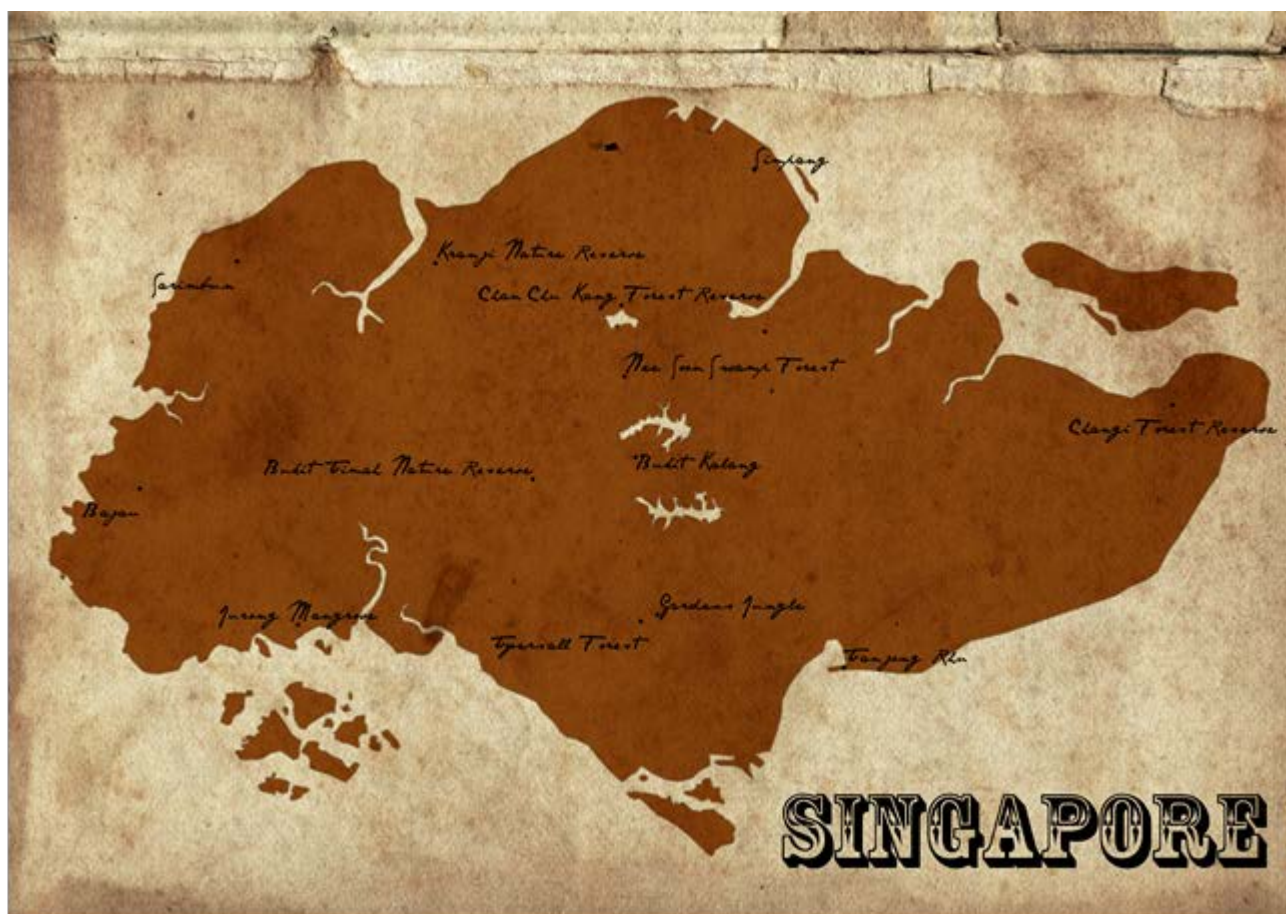 Simpang
Kranji Nature Reserve
Sarimbun
Chan Chu Kang Forest Reserve
Nee Soon Swamp Forest
Changi Forest Reserve
Bukit Timah Nature Reserve
Bukit Kalang
Bajau
Gardens Jungle
Jurong Mangrove
Tyersall Forest
Tanjong Rhu
SINGAPORE